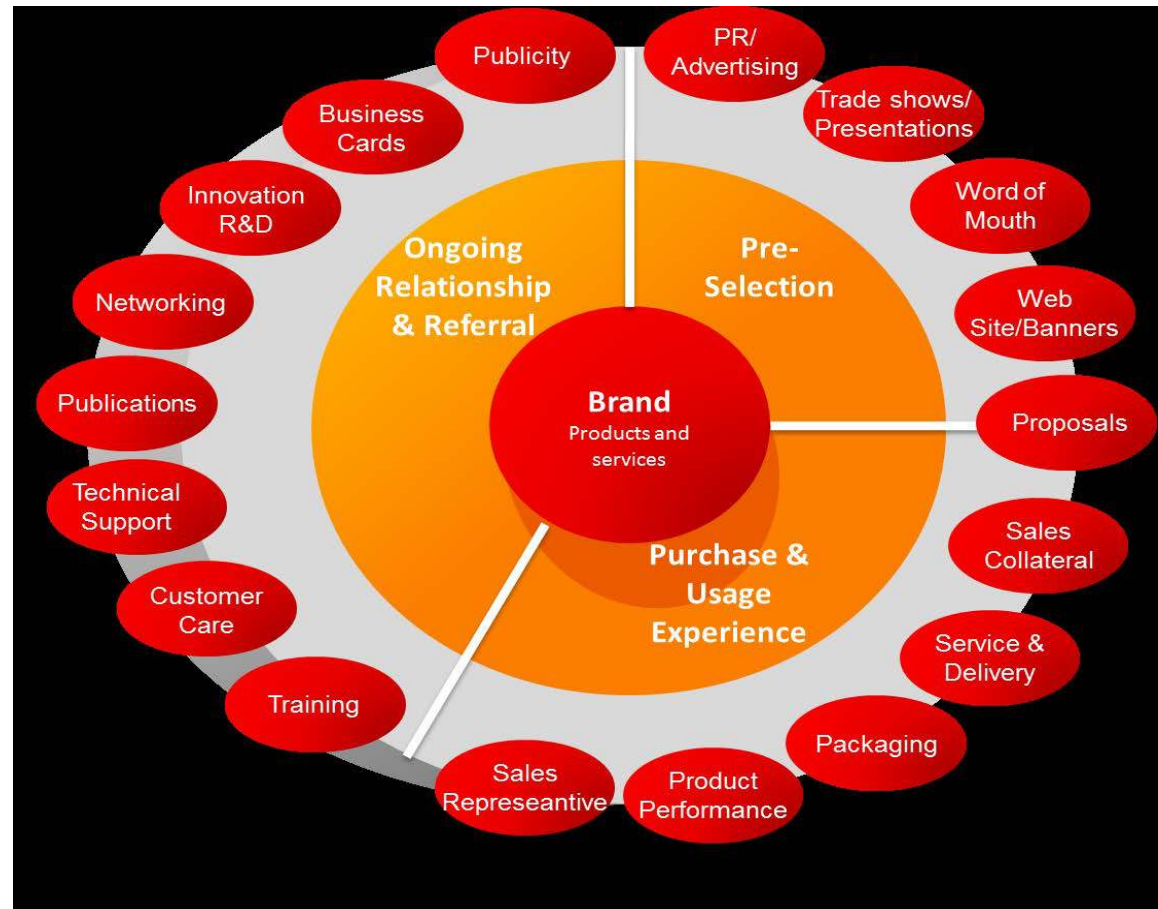 Publicity
PR/
Advertising
Trade shows/
Presentations
Word of
Mouth
Web
Site/Banners
Proposals
Sales
Collateral
Service &
Delivery
Packaging
Product
Performance
Sales
Represeantive
Training
Customer
Care
Technical
Support
Publications
Networking
Innovation
R&D
Business
Cards
Ongoing
Relationship
& Referral
Pre-
Selection
Brand
Products and
services
Purchase &
Usage
Experience